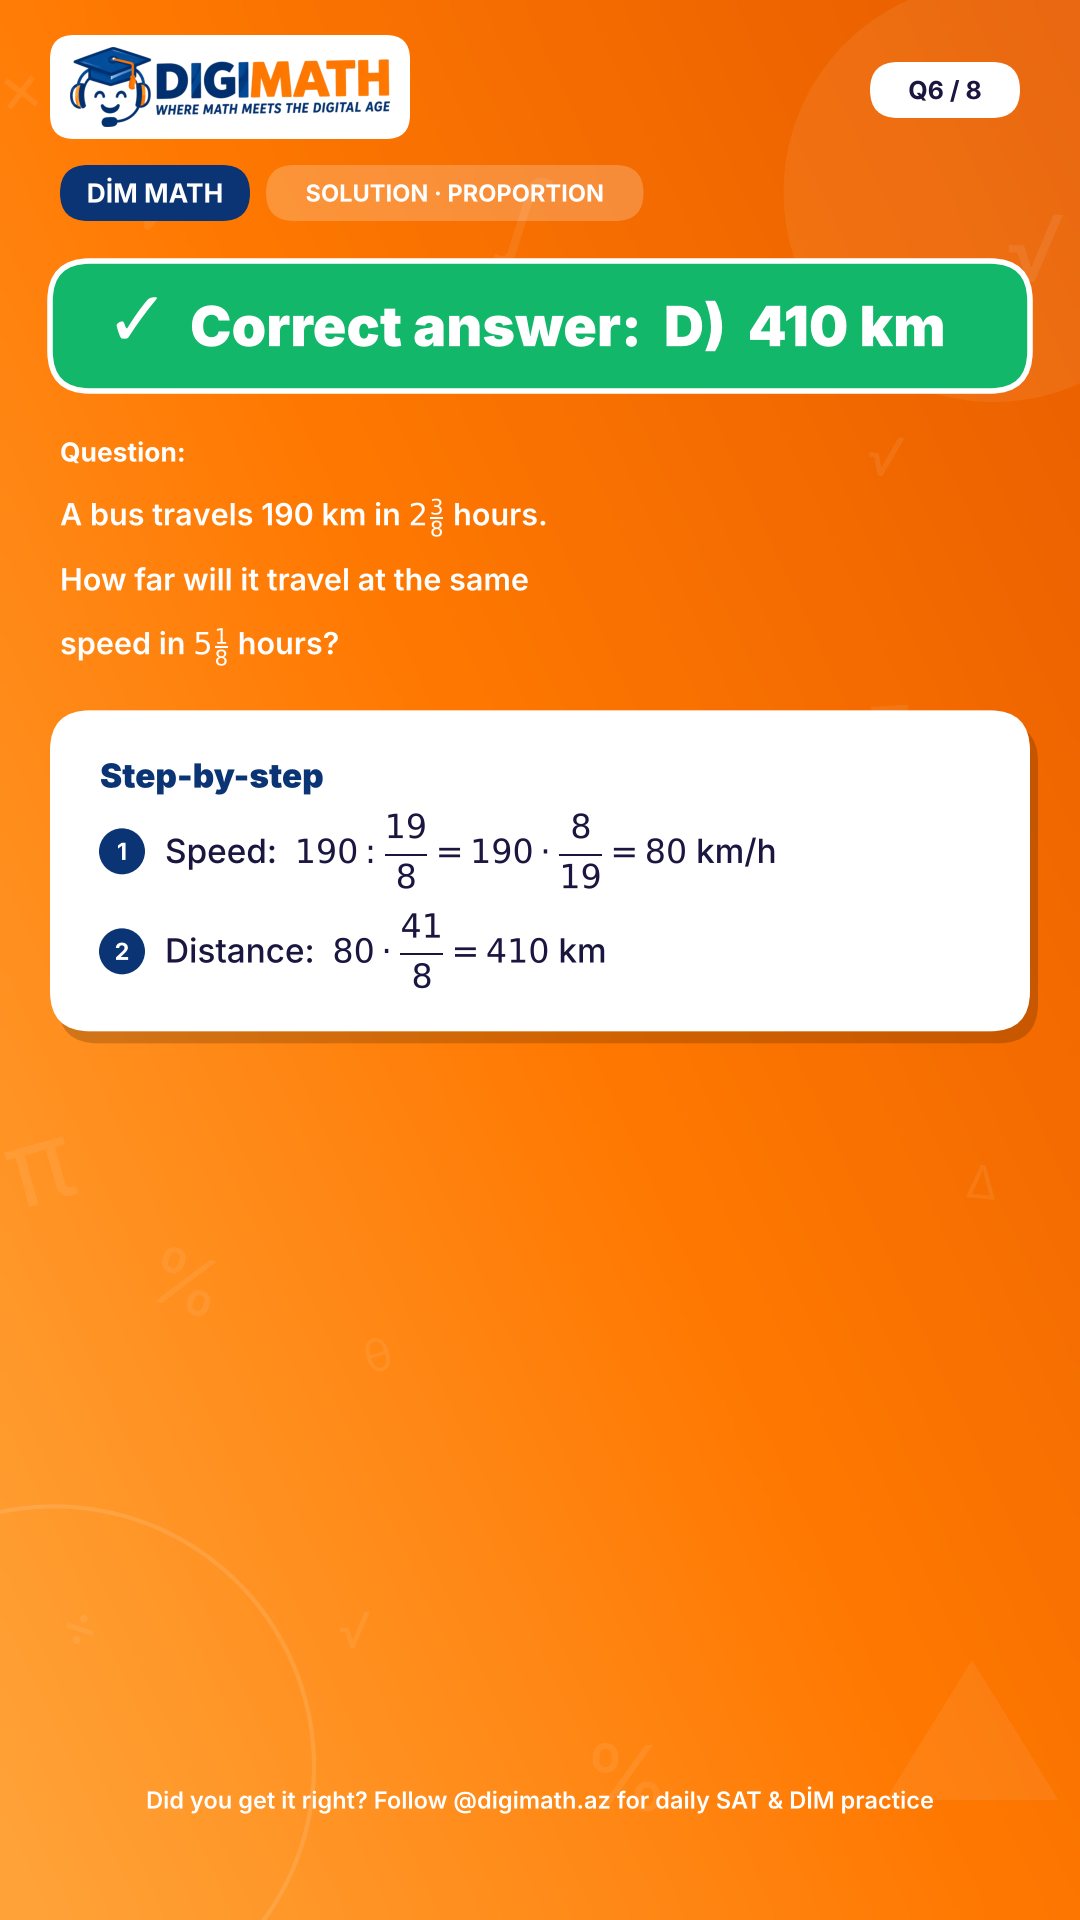 DIGIMATH
WHERE MATH MEETS THE DIGITAL AGE
Q6 / 8
DİM MATH
SOLUTION · PROPORTION
✓ Correct answer: D) 410 km
Question:
A bus travels 190 km in 2 3/8 hours.
How far will it travel at the same
speed in 5 1/8 hours?
Step-by-step
1 Speed: 190 : 19/8 = 190 · 8/19 = 80 km/h
2 Distance: 80 · 41/8 = 410 km
Did you get it right? Follow @digimath.az for daily SAT & DİM practice